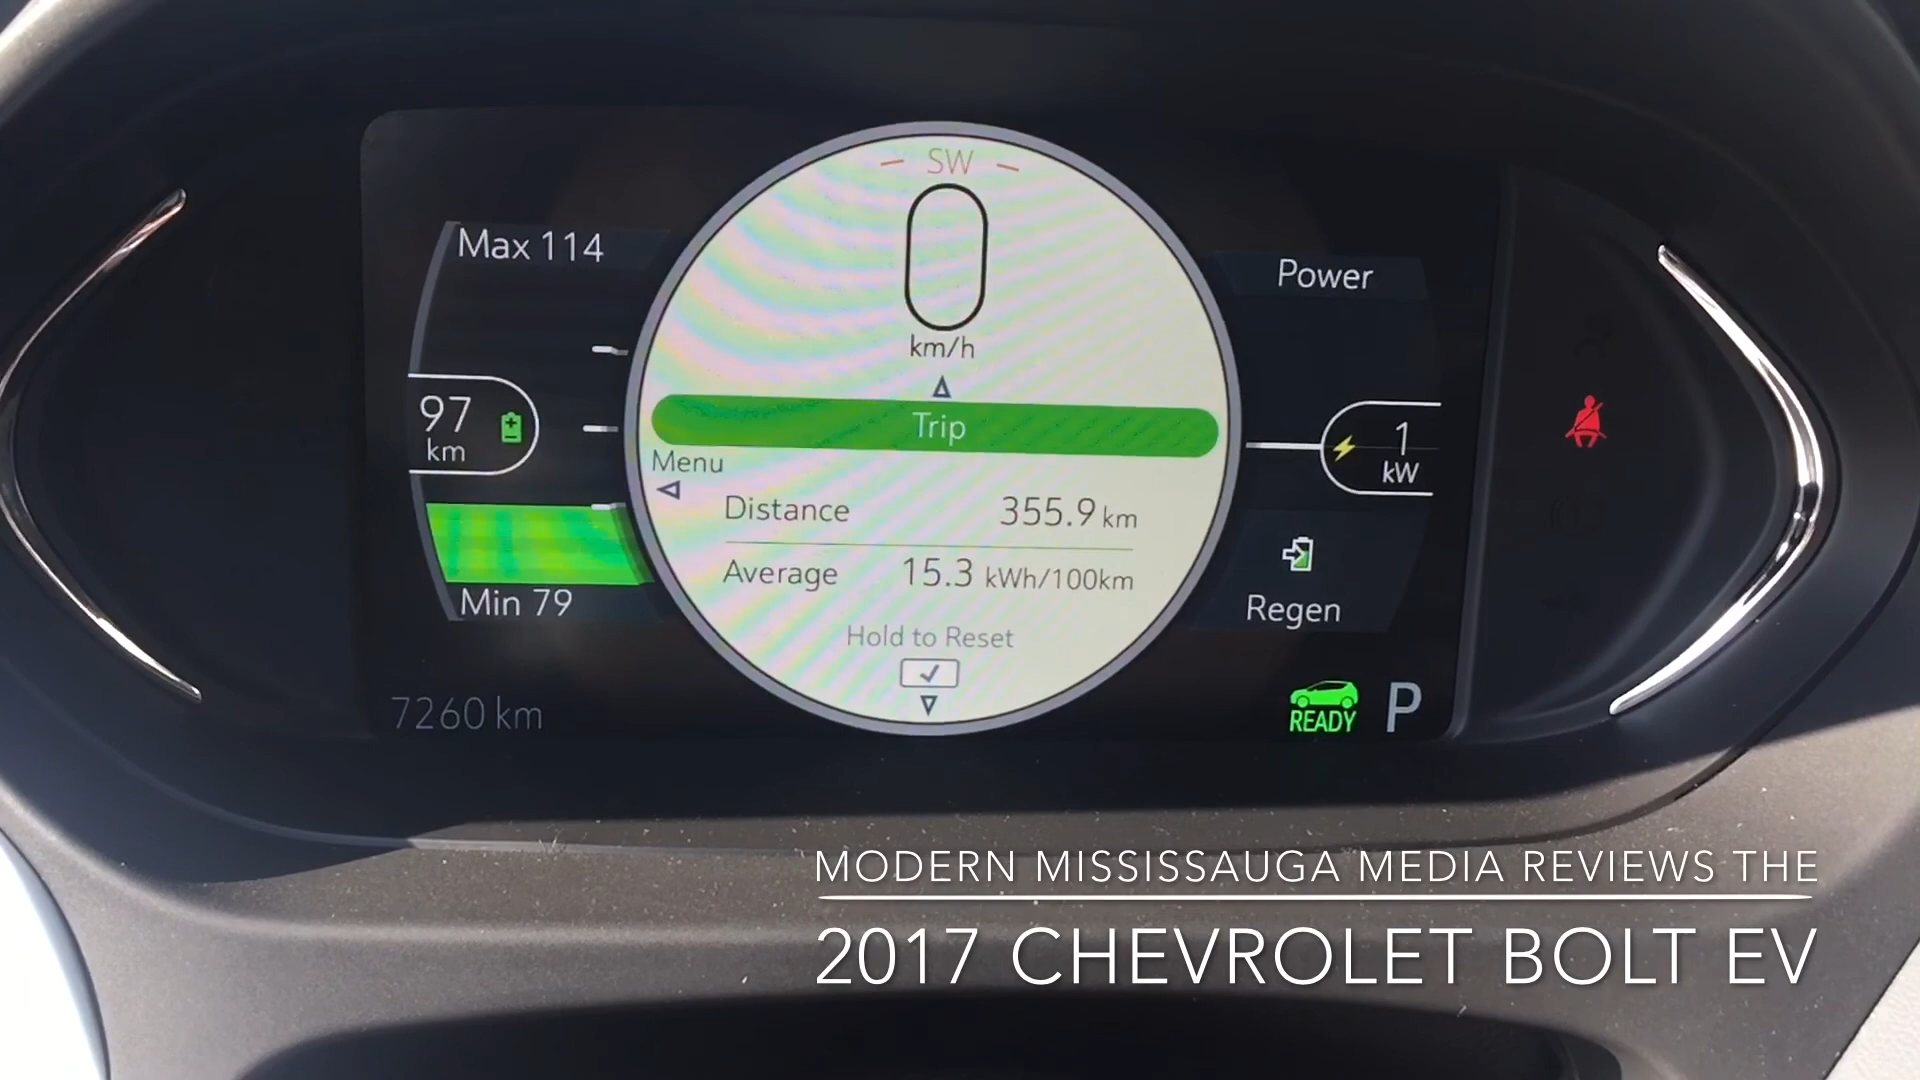 SW
0
km/h
Max 114
97
km
Min 79
7260 km
Trip
Menu
Distance 355.9 km
Average 15.3 kWh/100km
Hold to Reset
Power
1
kW
Regen
READY P
MODERN MISSISSAUGA MEDIA REVIEWS THE
2017 CHEVROLET BOLT EV